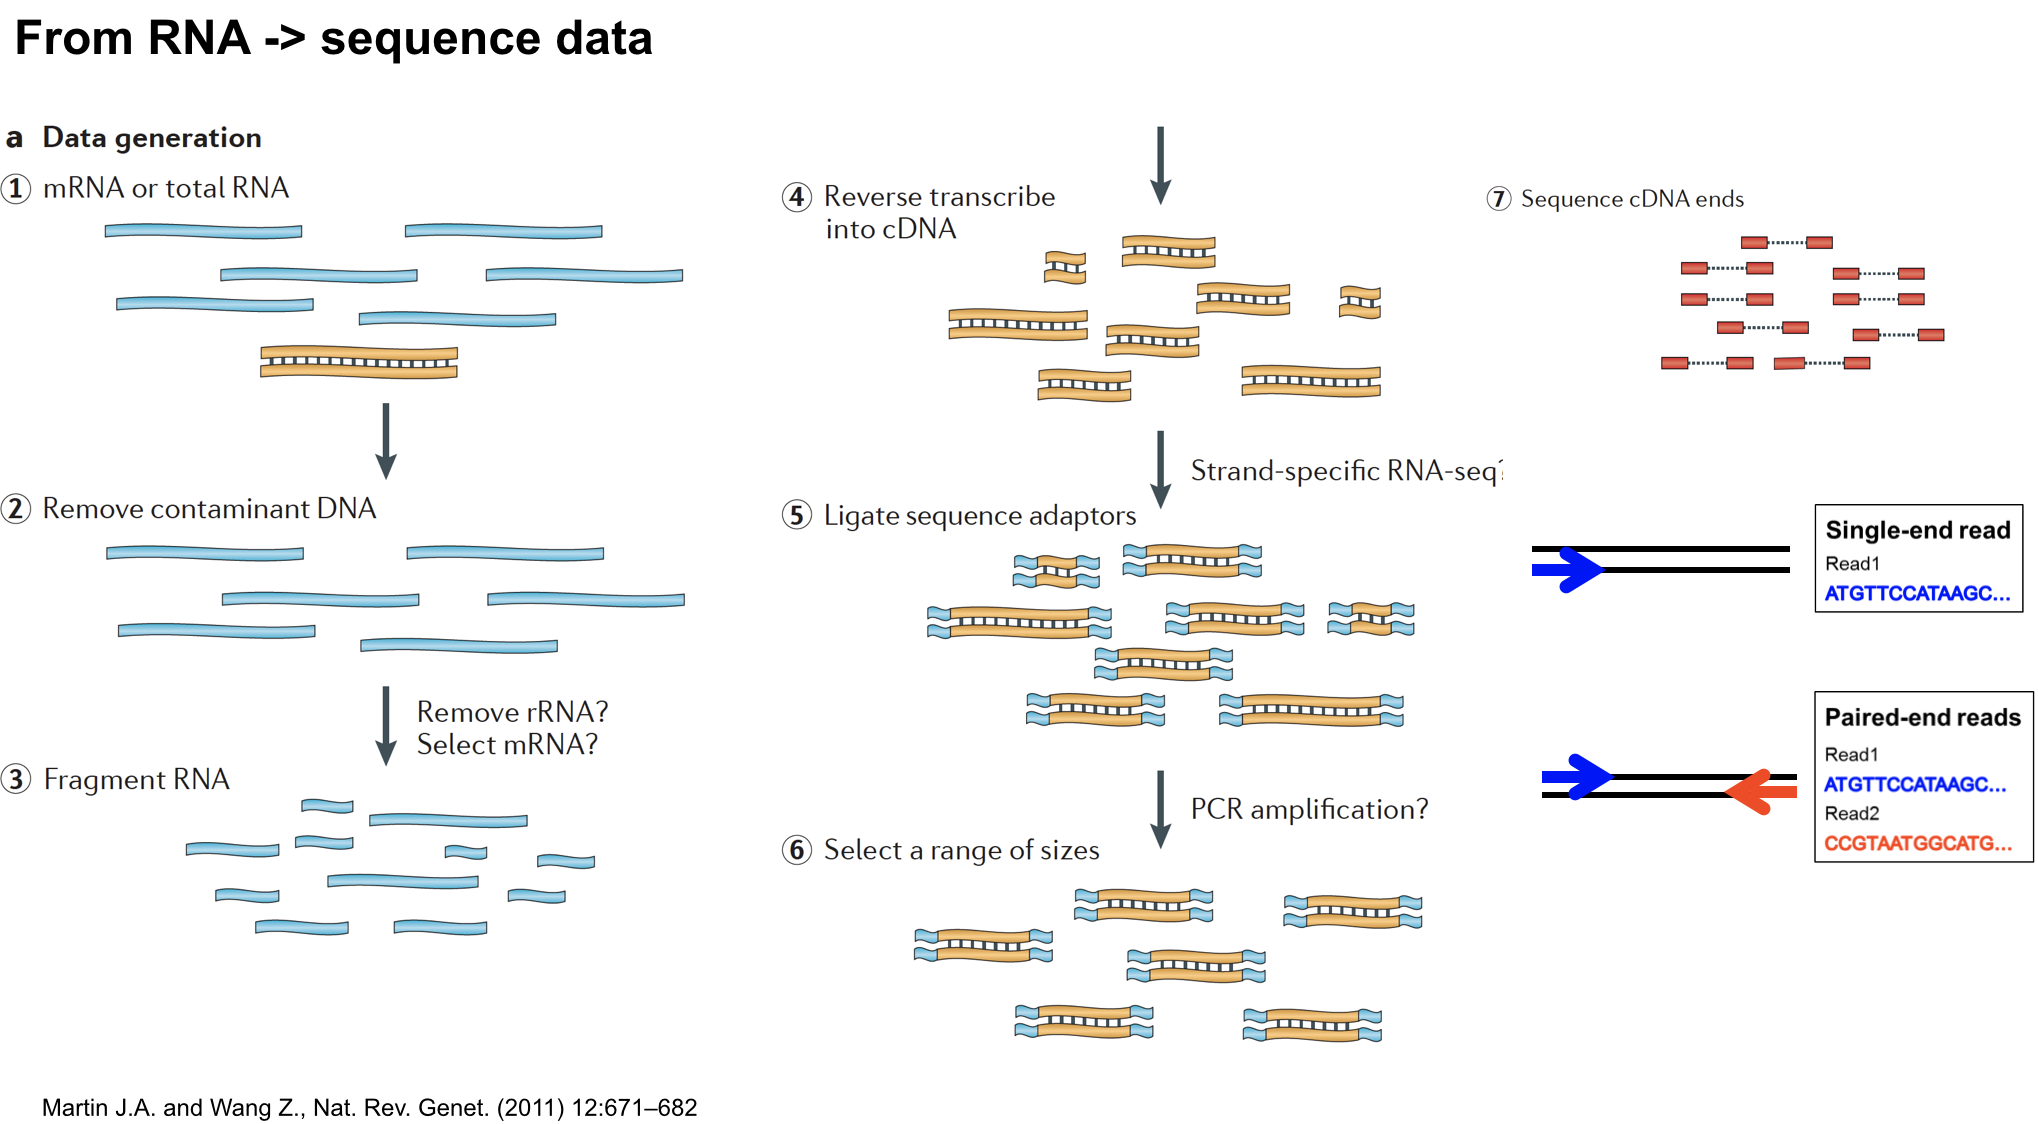 From RNA -> sequence data
a Data generation
1 mRNA or total RNA
2 Remove contaminant DNA
Remove rRNA?
Select mRNA?
3 Fragment RNA
4 Reverse transcribe
into cDNA
Strand-specific RNA-seq?
5 Ligate sequence adaptors
PCR amplification?
6 Select a range of sizes
7 Sequence cDNA ends
Single-end read
Read1
ATGTTCCATAAGC...
Paired-end reads
Read1
ATGTTCCATAAGC...
Read2
CCGTAATGGCATG...
Martin J.A. and Wang Z., Nat. Rev. Genet. (2011) 12:671–682